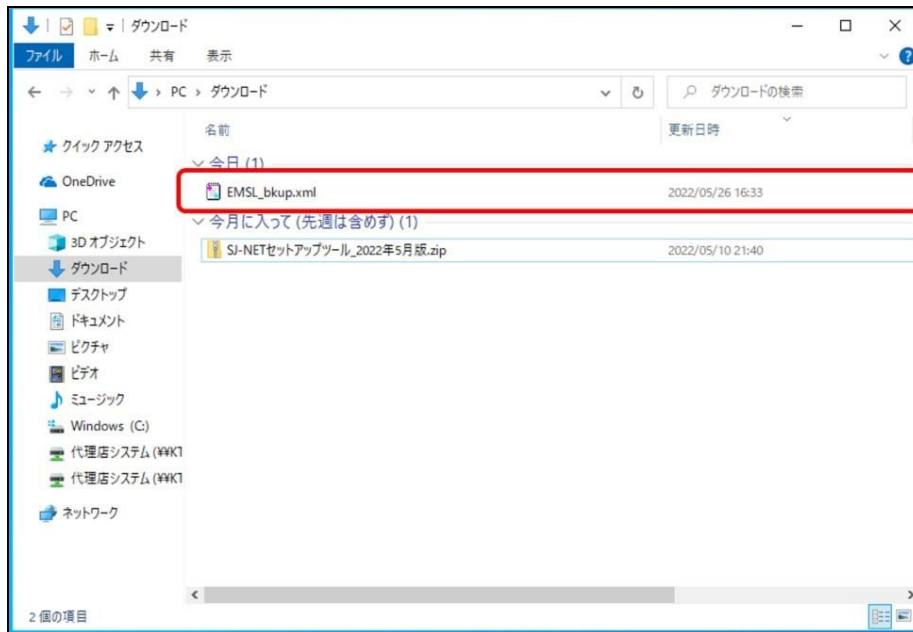 ダウンロード
ファイル ホーム 共有 表示
PC › ダウンロード ダウンロードの検索
名前 更新日時
クイック アクセス
今日 (1)
OneDrive
EMSL_bkup.xml 2022/05/26 16:33
PC
今月に入って (先週は含めず) (1)
3D オブジェクト
SJ-NETセットアップツール_2022年5月版.zip 2022/05/10 21:40
ダウンロード
デスクトップ
ドキュメント
ピクチャ
ビデオ
ミュージック
Windows (C:)
代理店システム (¥¥KT
代理店システム (¥¥KT
ネットワーク
2 個の項目